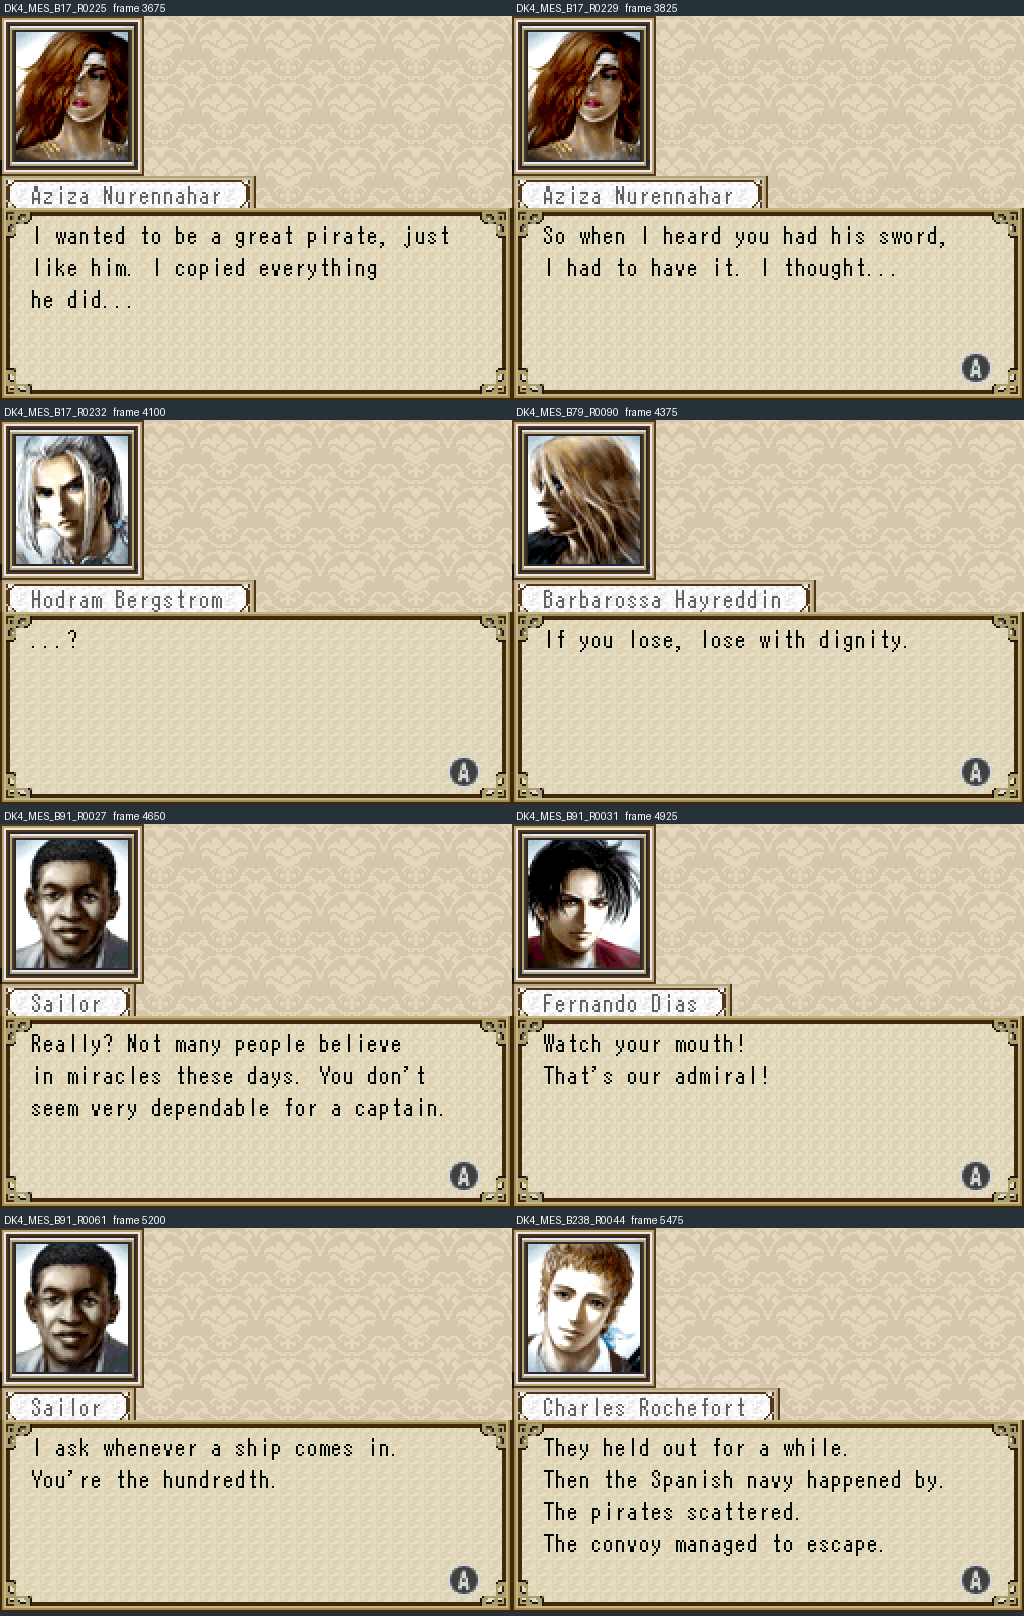 DK4_MES_B17_R0225 frame 3675
Aziza Nurennahar
I wanted to be a great pirate, just
like him. I copied everything
he did...
DK4_MES_B17_R0229 frame 3825
Aziza Nurennahar
So when I heard you had his sword,
I had to have it. I thought...
A
DK4_MES_B17_R0232 frame 4100
Hodram Bergstrom
...?
A
DK4_MES_B79_R0090 frame 4375
Barbarossa Hayreddin
If you lose, lose with dignity.
A
DK4_MES_B91_R0027 frame 4650
Sailor
Really? Not many people believe
in miracles these days. You don't
seem very dependable for a captain.
A
DK4_MES_B91_R0031 frame 4925
Fernando Dias
Watch your mouth!
That's our admiral!
A
DK4_MES_B91_R0061 frame 5200
Sailor
I ask whenever a ship comes in.
You're the hundredth.
A
DK4_MES_B238_R0044 frame 5475
Charles Rochefort
They held out for a while.
Then the Spanish navy happened by.
The pirates scattered.
The convoy managed to escape.
A